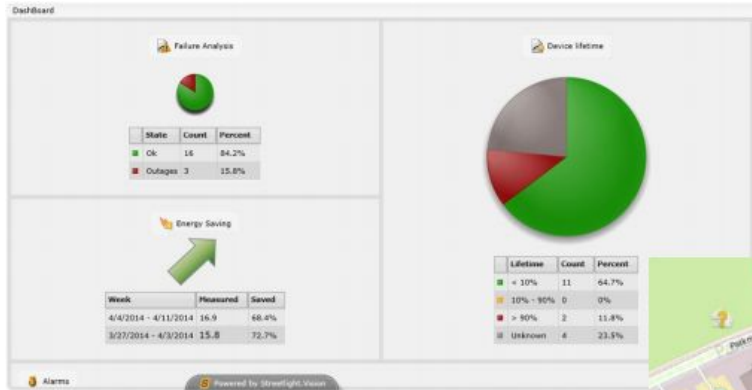 DashBoard
Failure Analysis
State Count Percent
Ok 16 84.2%
Outages 3 15.8%
Energy Saving
Week Measured Saved
4/4/2014 - 4/11/2014 16.9 68.4%
3/27/2014 - 4/3/2014 15.8 72.7%
Device lifetime
Lifetime Count Percent
< 10% 11 64.7%
10% - 90% 0 0%
> 90% 2 11.8%
Unknown 4 23.5%
Alarms
Powered by Streetlight.Vision